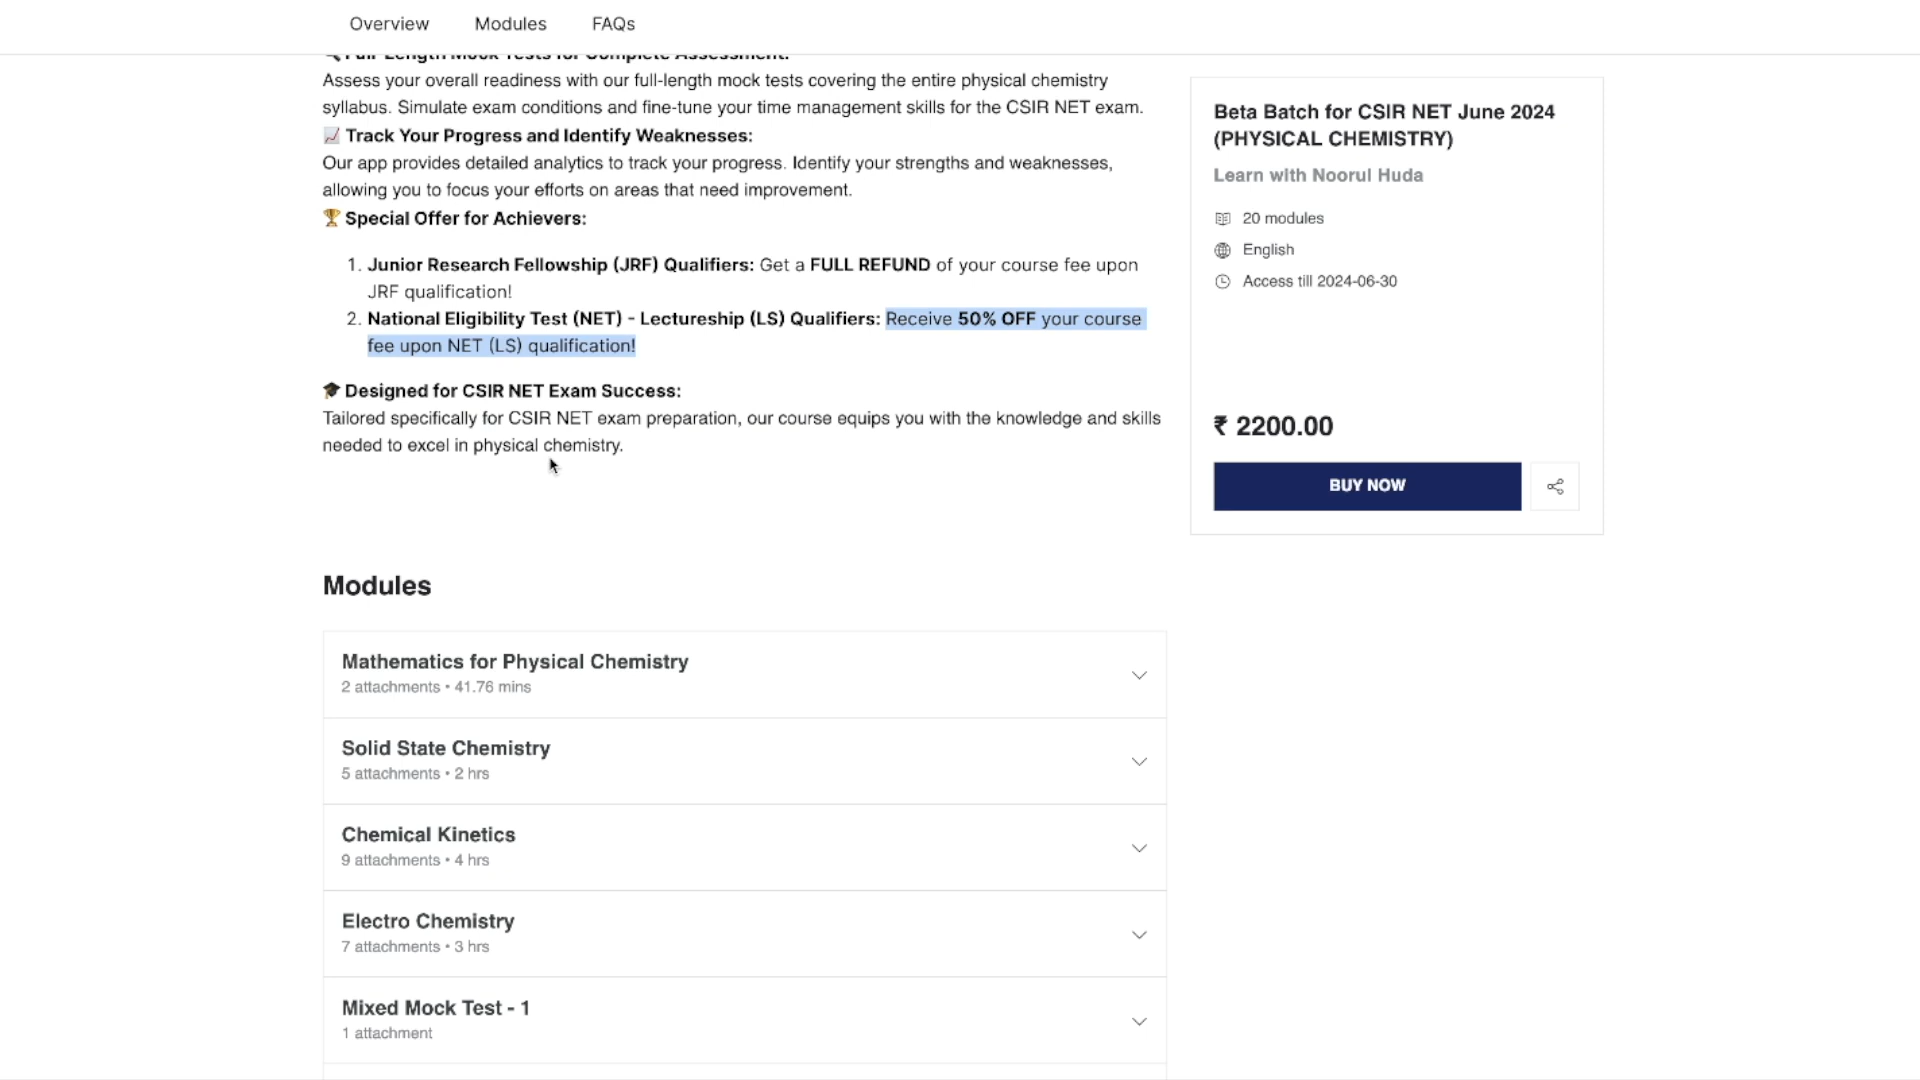 Overview Modules FAQs
Full-Length Mock Tests for Complete Assessment:
Assess your overall readiness with our full-length mock tests covering the entire physical chemistry
syllabus. Simulate exam conditions and fine-tune your time management skills for the CSIR NET exam.
📈 Track Your Progress and Identify Weaknesses:
Our app provides detailed analytics to track your progress. Identify your strengths and weaknesses,
allowing you to focus your efforts on areas that need improvement.
🏆 Special Offer for Achievers:
1. Junior Research Fellowship (JRF) Qualifiers: Get a FULL REFUND of your course fee upon
JRF qualification!
2. National Eligibility Test (NET) - Lectureship (LS) Qualifiers: Receive 50% OFF your course
fee upon NET (LS) qualification!
🎓 Designed for CSIR NET Exam Success:
Tailored specifically for CSIR NET exam preparation, our course equips you with the knowledge and skills
needed to excel in physical chemistry.
Beta Batch for CSIR NET June 2024
(PHYSICAL CHEMISTRY)
Learn with Noorul Huda
20 modules
English
Access till 2024-06-30
₹ 2200.00
BUY NOW
Modules
Mathematics for Physical Chemistry
2 attachments • 41.76 mins
Solid State Chemistry
5 attachments • 2 hrs
Chemical Kinetics
9 attachments • 4 hrs
Electro Chemistry
7 attachments • 3 hrs
Mixed Mock Test - 1
1 attachment